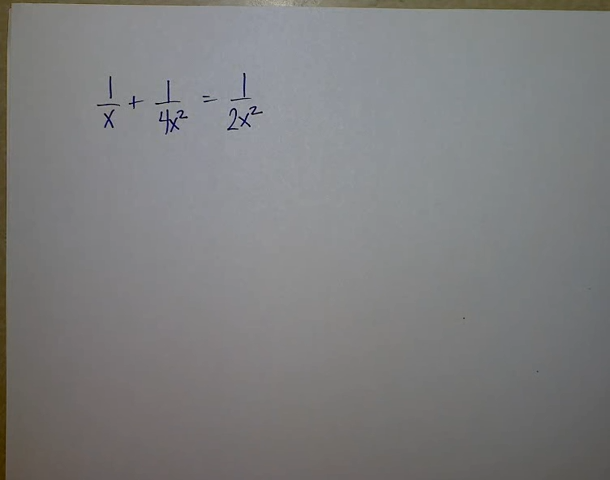 1/x + 1/4x² = 1/2x²